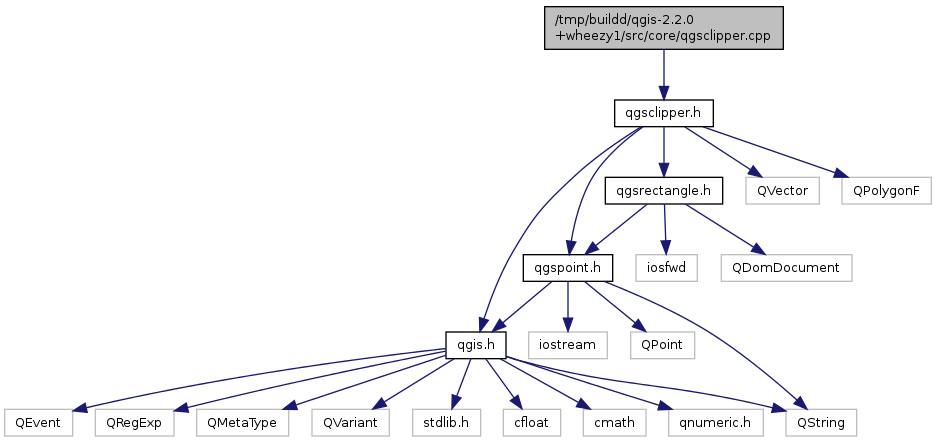 /tmp/buildd/qgis-2.2.0
+wheezy1/src/core/qgsclipper.cpp
qgsclipper.h
qgsrectangle.h
QVector
QPolygonF
qgspoint.h
iosfwd
QDomDocument
qgis.h
iostream
QPoint
QEvent
QRegExp
QMetaType
QVariant
stdlib.h
cfloat
cmath
qnumeric.h
QString